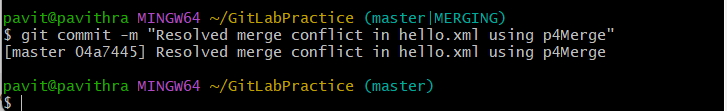 pavit@pavithra MINGW64 ~/GitLabPractice (master|MERGING)
$ git commit -m "Resolved merge conflict in hello.xml using p4Merge"
[master 04a7445] Resolved merge conflict in hello.xml using p4Merge
pavit@pavithra MINGW64 ~/GitLabPractice (master)
$